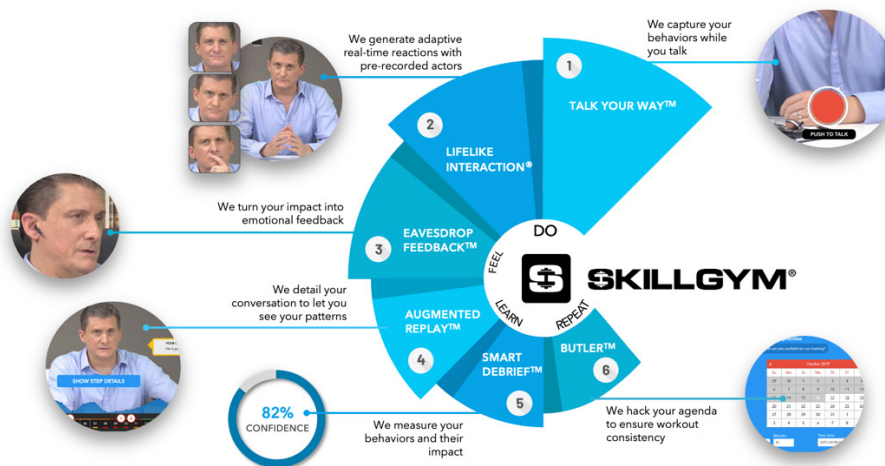 We generate adaptive
real-time reactions with
pre-recorded actors
We capture your
behaviors while
you talk
1
TALK YOUR WAY™
PUSH TO TALK
2
LIFELIKE
INTERACTION®
We turn your impact into
emotional feedback
3
EAVESDROP
FEEDBACK™
DO
FEEL
LEARN
REPEAT
SKILLGYM®
We detail your
conversation to let you
see your patterns
4
AUGMENTED
REPLAY™
SHOW STEP DETAILS
SMART
DEBRIEF™
5
BUTLER™
6
82%
CONFIDENCE
We measure your
behaviors and their
impact
We hack your agenda
to ensure workout
consistency
October 2019